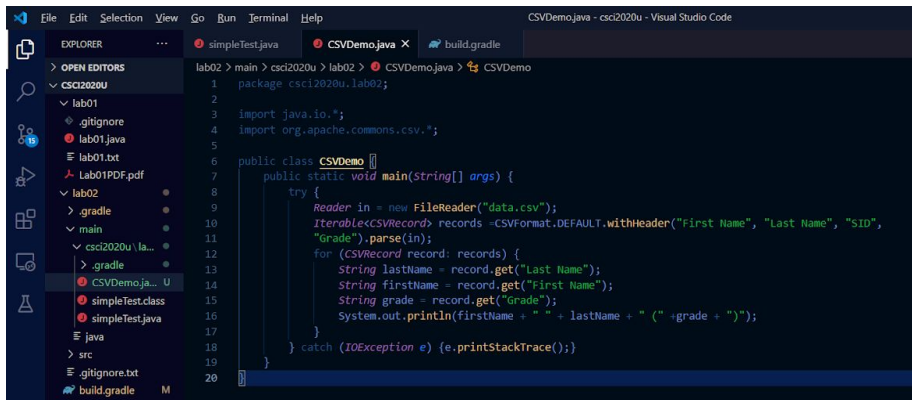 File Edit Selection View Go Run Terminal Help CSVDemo.java - csci2020u - Visual Studio Code
EXPLORER ... simpleTest.java CSVDemo.java × build.gradle
> OPEN EDITORS
CSCI2020U
lab01
.gitignore
lab01.java
lab01.txt
Lab01PDF.pdf
lab02
> .gradle
main
csci2020u \ la...
> .gradle
CSVDemo.ja... U
simpleTest.class
simpleTest.java
java
> src
.gitignore.txt
build.gradle M
15
lab02 > main > csci2020u > lab02 > CSVDemo.java > CSVDemo
1 package csci2020u.lab02;
2
3 import java.io.*;
4 import org.apache.commons.csv.*;
5
6 public class CSVDemo {
7 public static void main(String[] args) {
8 try {
9 Reader in = new FileReader("data.csv");
10 Iterable<CSVRecord> records =CSVFormat.DEFAULT.withHeader("First Name", "Last Name", "SID",
11 "Grade").parse(in);
12 for (CSVRecord record: records) {
13 String lastName = record.get("Last Name");
14 String firstName = record.get("First Name");
15 String grade = record.get("Grade");
16 System.out.println(firstName + " " + lastName + " (" +grade + ")");
17 }
18 } catch (IOException e) {e.printStackTrace();}
19 }
20 }